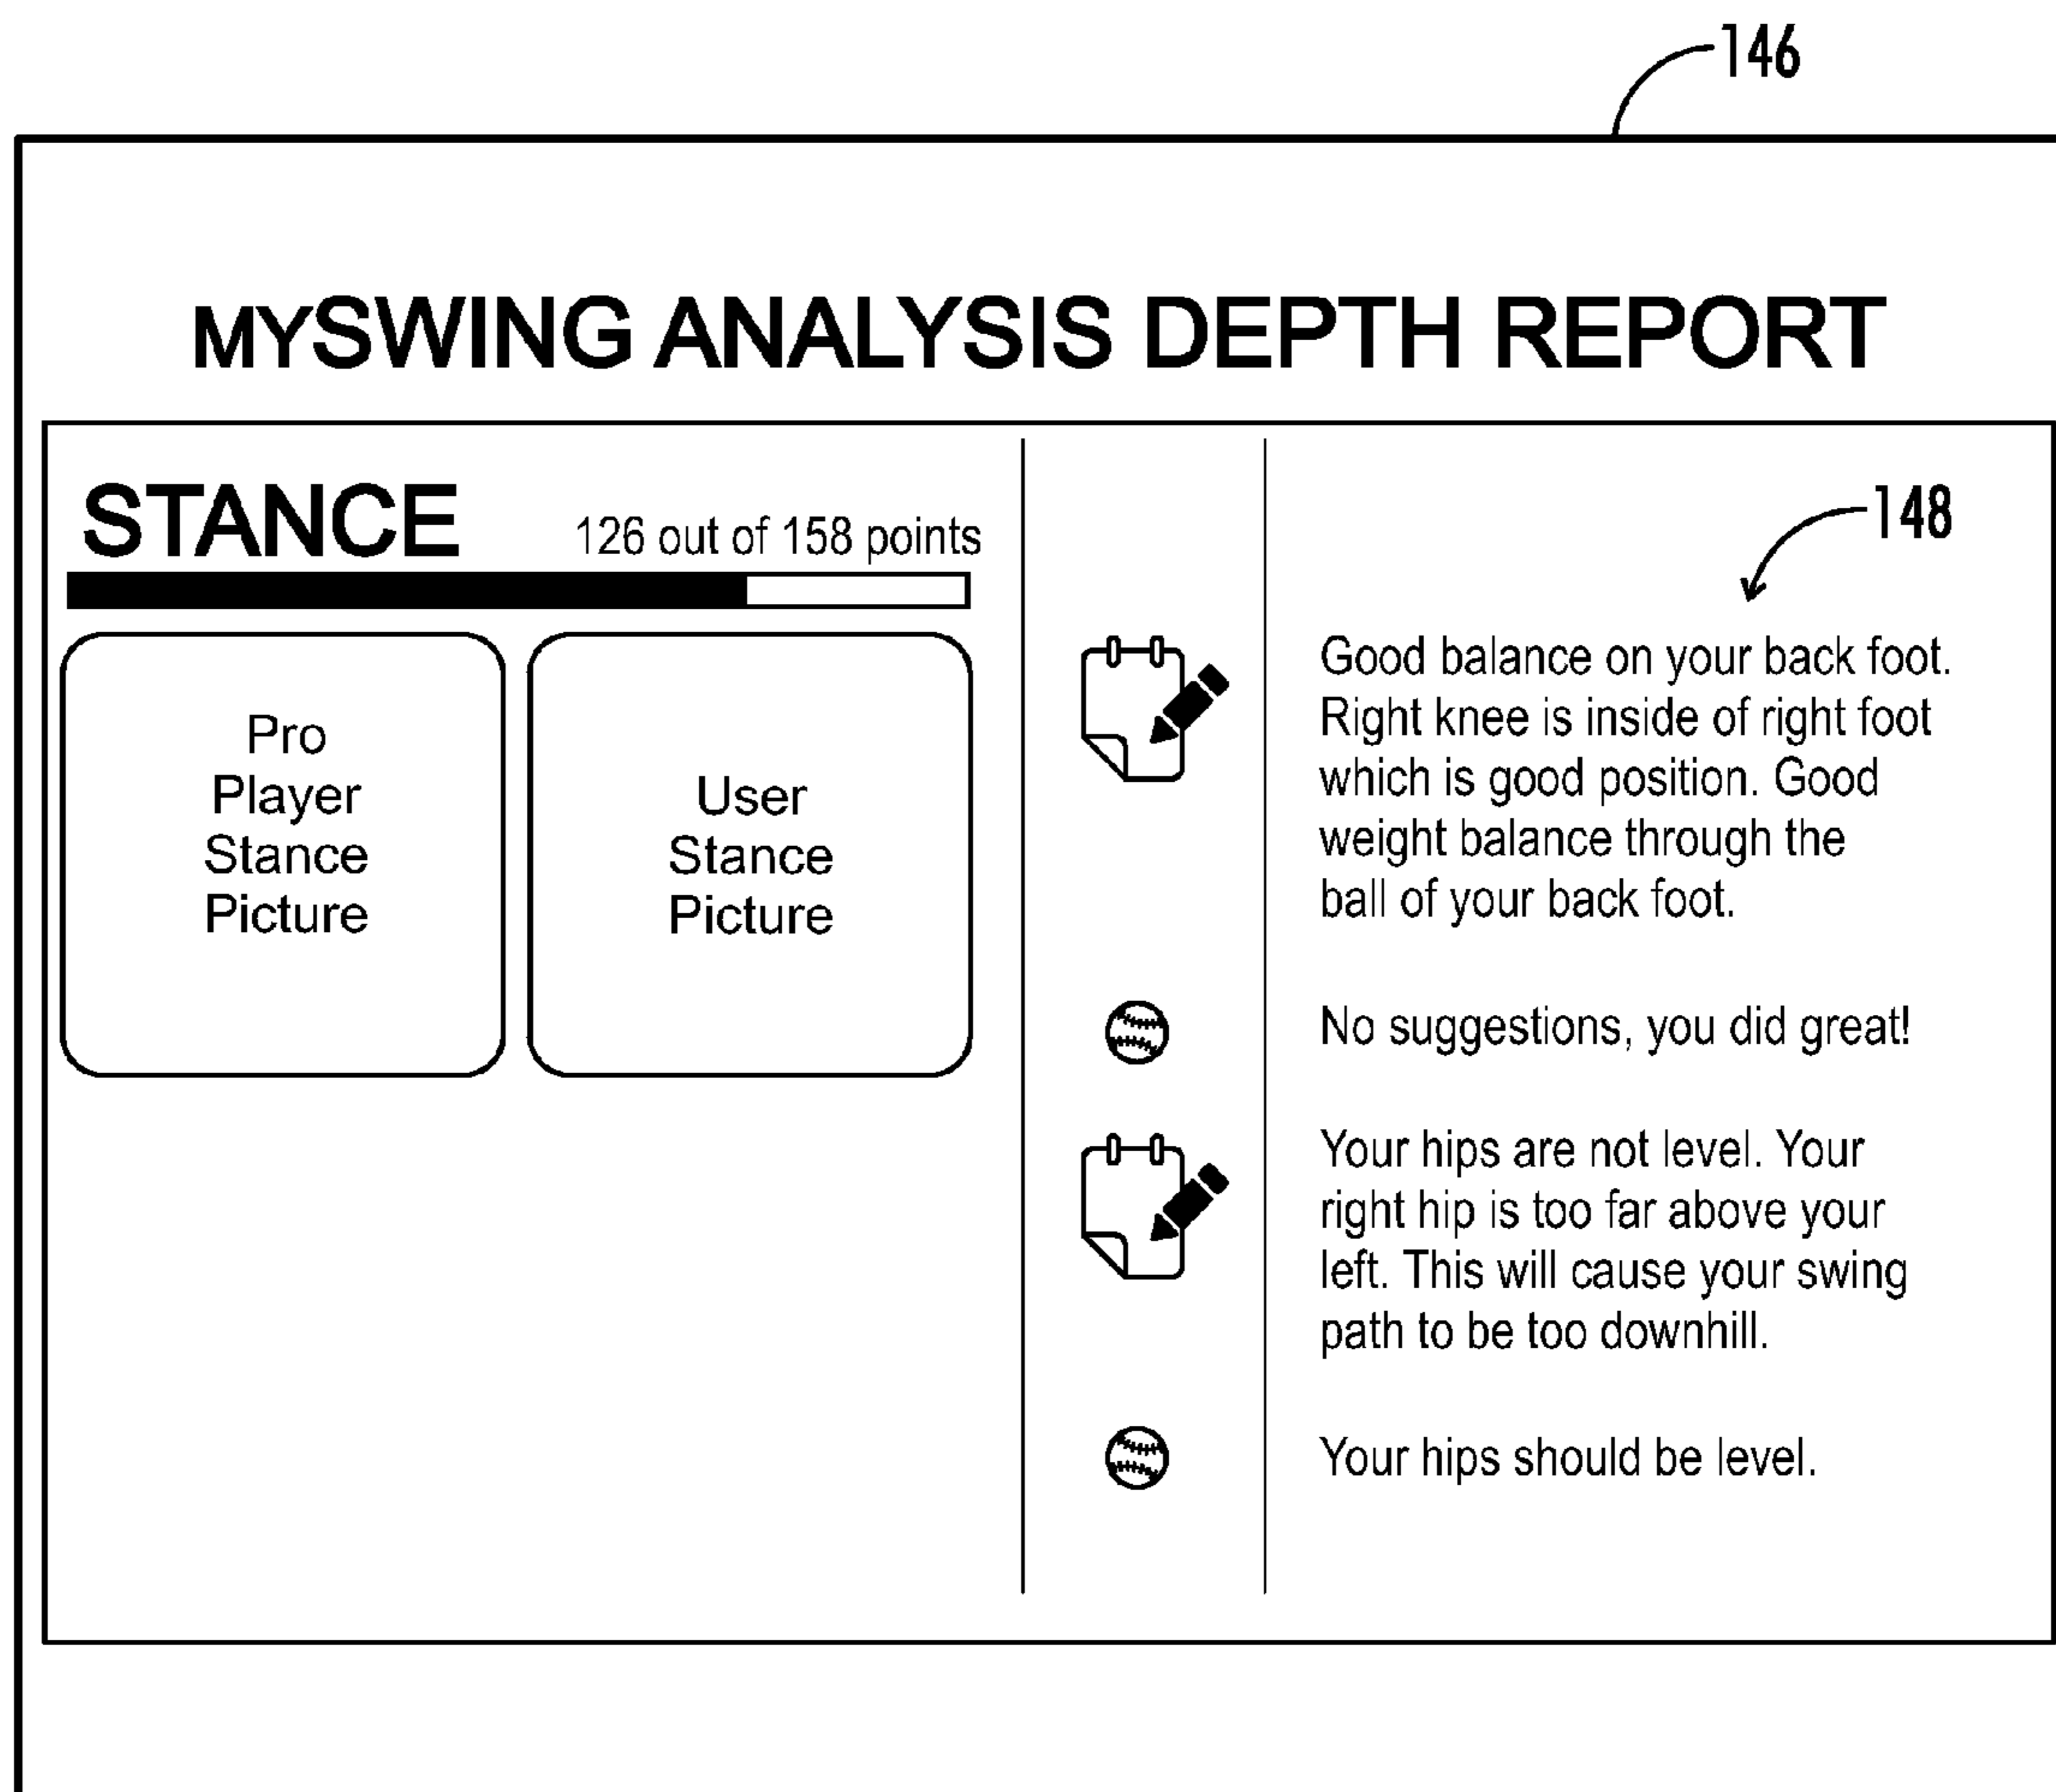 146
MYSWING ANALYSIS DEPTH REPORT
STANCE
126 out of 158 points
Pro
Player
Stance
Picture
User
Stance
Picture
148
Good balance on your back foot.
Right knee is inside of right foot
which is good position. Good
weight balance through the
ball of your back foot.
No suggestions, you did great!
Your hips are not level. Your
right hip is too far above your
left. This will cause your swing
path to be too downhill.
Your hips should be level.